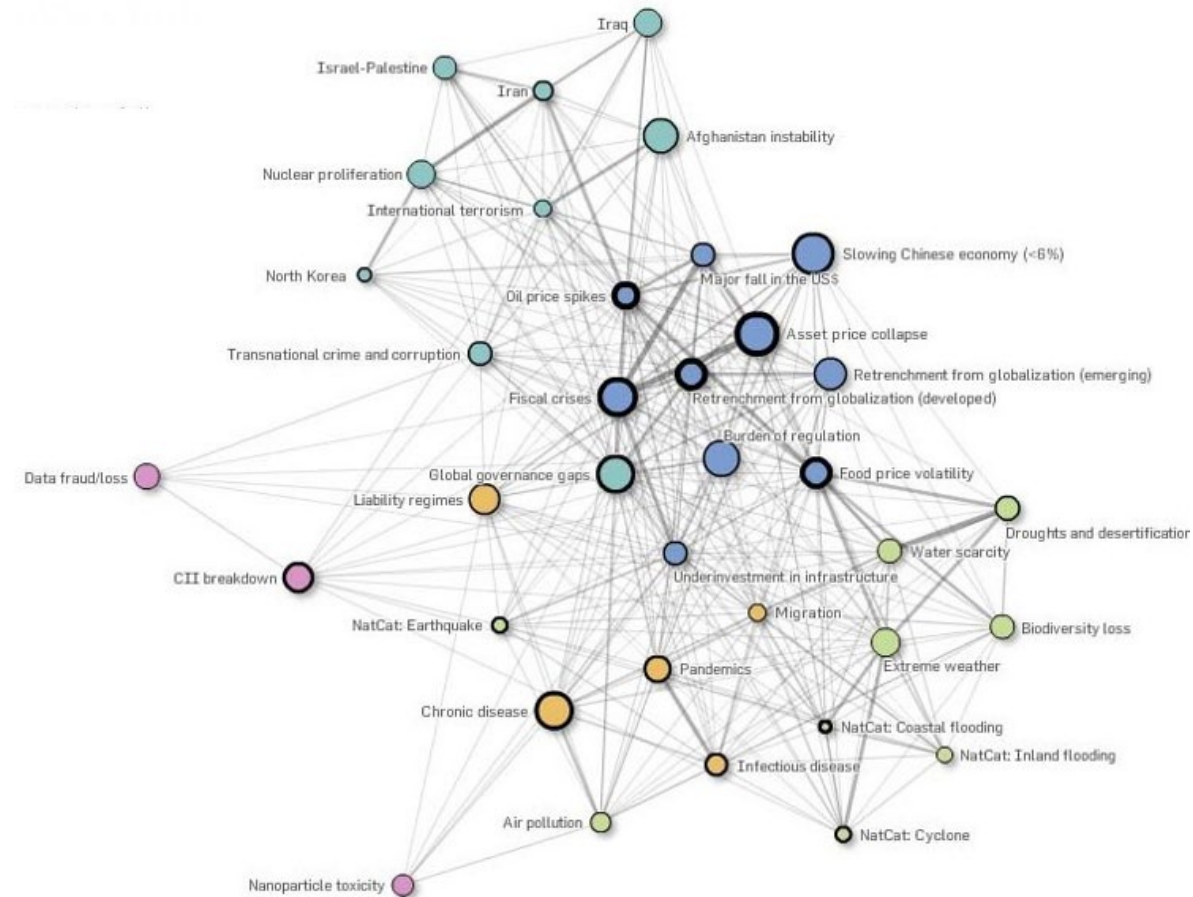 Iraq
Israel-Palestine
Iran
Afghanistan instability
Nuclear proliferation
International terrorism
Slowing Chinese economy (<6%)
North Korea
Major fall in the US$
Oil price spikes
Asset price collapse
Transnational crime and corruption
Retrenchment from globalization (emerging)
Fiscal crises
Retrenchment from globalization (developed)
Burden of regulation
Global governance gaps
Food price volatility
Data fraud/loss
Liability regimes
Droughts and desertification
Water scarcity
CII breakdown
Underinvestment in infrastructure
Migration
NatCat: Earthquake
Biodiversity loss
Extreme weather
Pandemics
Chronic disease
NatCat: Coastal flooding
NatCat: Inland flooding
Infectious disease
Air pollution
NatCat: Cyclone
Nanoparticle toxicity